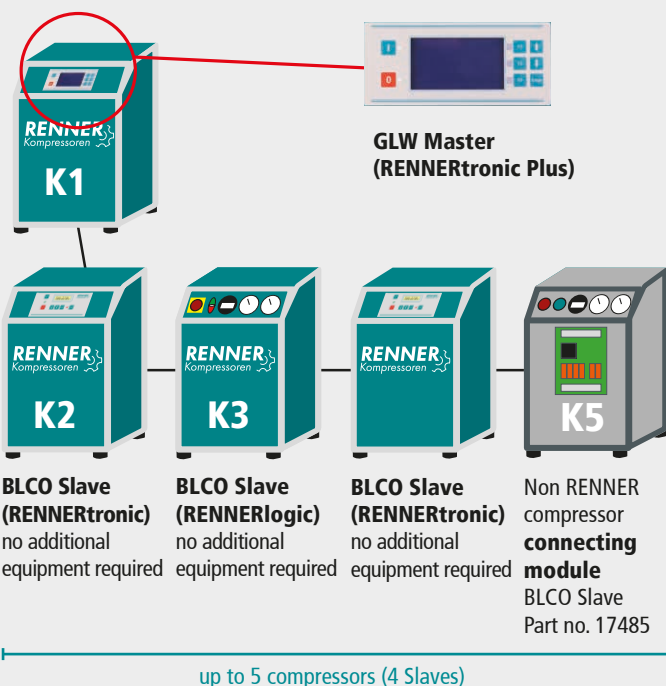 RENNER
Kompressoren
K1
0
GLW Master
(RENNERtronic Plus)
RENNER
Kompressoren
K2
RENNER
Kompressoren
K3
RENNER
Kompressoren
K5
BLCO Slave
(RENNERtronic)
no additional
equipment required
BLCO Slave
(RENNERlogic)
no additional
equipment required
BLCO Slave
(RENNERtronic)
no additional
equipment required
Non RENNER
compressor
connecting
module
BLCO Slave
Part no. 17485
up to 5 compressors (4 Slaves)